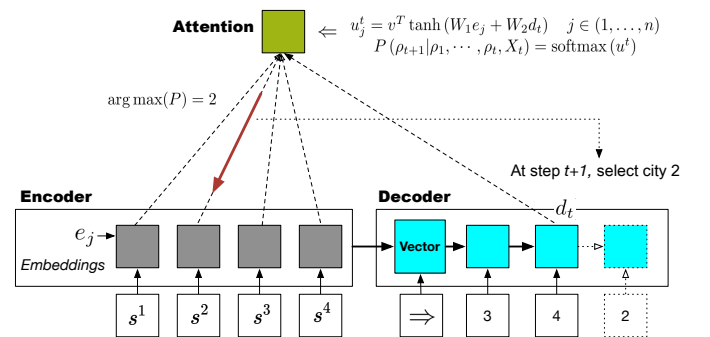 Attention
⇐ u_j^t = v^T tanh (W_1 e_j + W_2 d_t) j ∈ (1, ..., n)
P (ρ_{t+1}|ρ_1, ⋯ , ρ_t, X_t) = softmax (u^t)
arg max(P) = 2
At step t+1, select city 2
Encoder
Decoder
d_t
e_j
Vector
Embeddings
s^1 s^2 s^3 s^4 ⇒ 3 4 2